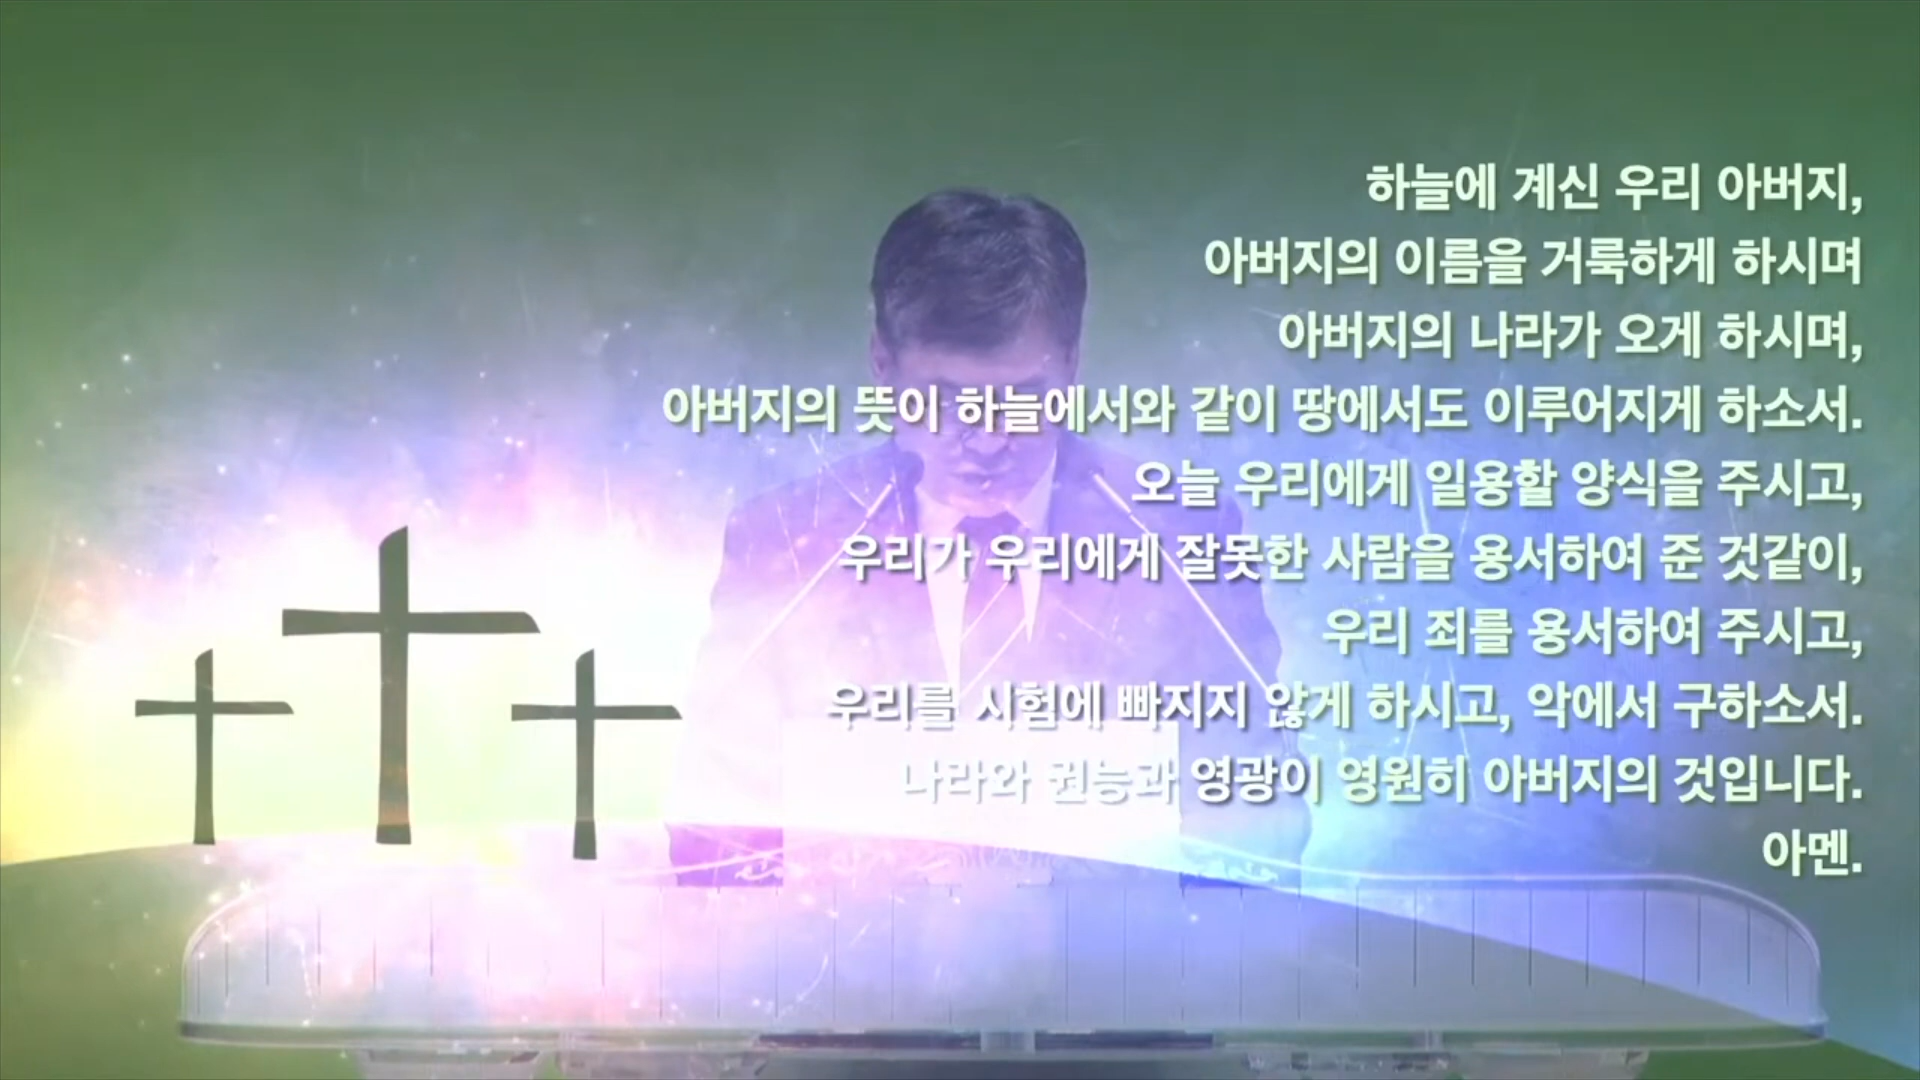 하늘에 계신 우리 아버지,
아버지의 이름을 거룩하게 하시며
아버지의 나라가 오게 하시며,
아버지의 뜻이 하늘에서와 같이 땅에서도 이루어지게 하소서.
오늘 우리에게 일용할 양식을 주시고,
우리가 우리에게 잘못한 사람을 용서하여 준 것같이,
우리 죄를 용서하여 주시고,
우리를 시험에 빠지지 않게 하시고, 악에서 구하소서.
나라와 권능과 영광이 영원히 아버지의 것입니다.
아멘.